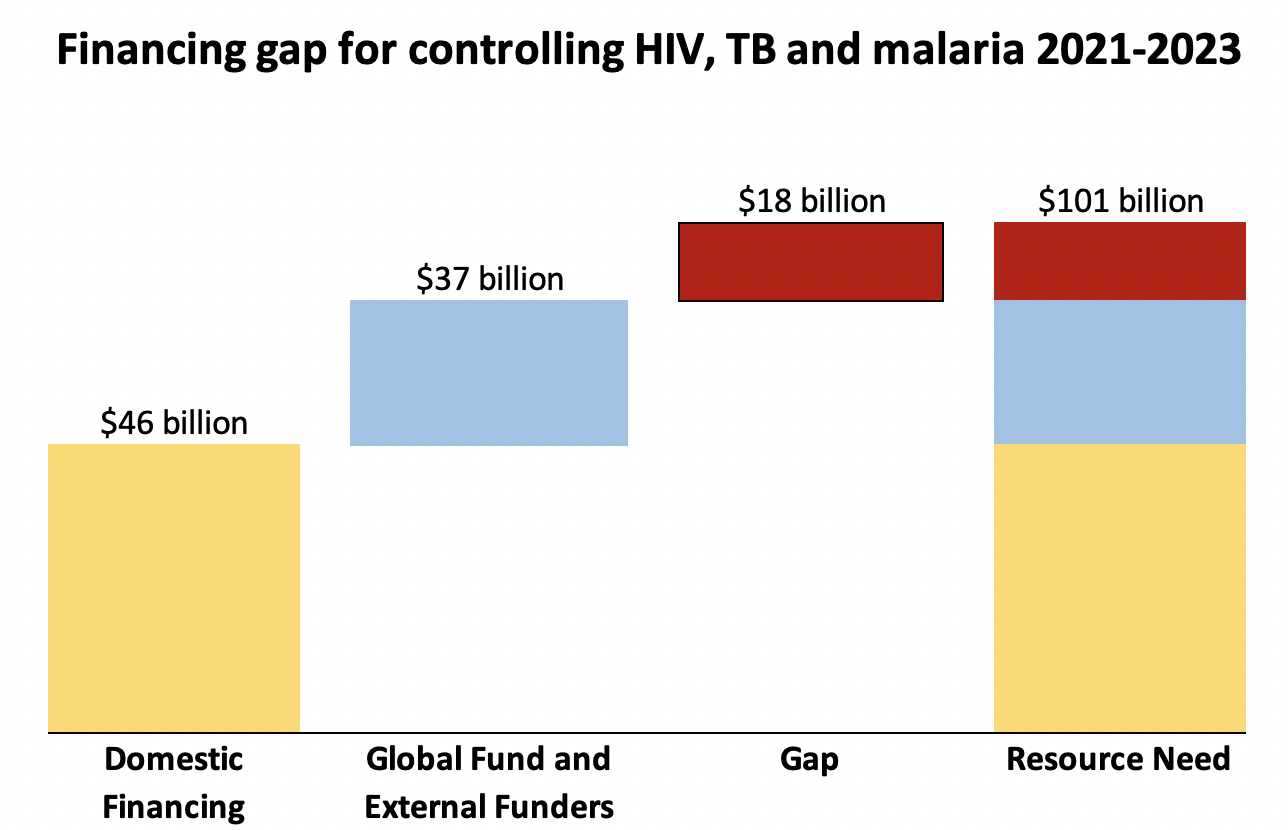 Financing gap for controlling HIV, TB and malaria 2021-2023
$18 billion
$101 billion
$37 billion
$46 billion
Domestic
Financing
Global Fund and
External Funders
Gap
Resource Need